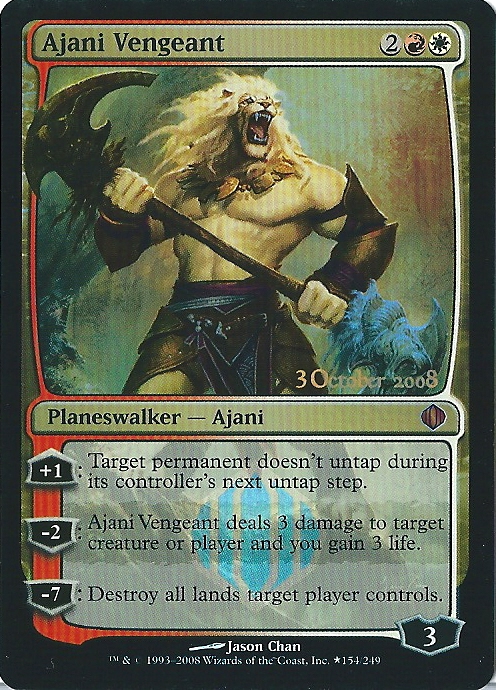 Ajani Vengeant 2
3 October 2008
Planeswalker — Ajani
+1 : Target permanent doesn't untap during
its controller's next untap step.
-2 : Ajani Vengeant deals 3 damage to target
creature or player and you gain 3 life.
-7 : Destroy all lands target player controls.
3
Jason Chan
™ & © 1993–2008 Wizards of the Coast, Inc. ★154/249